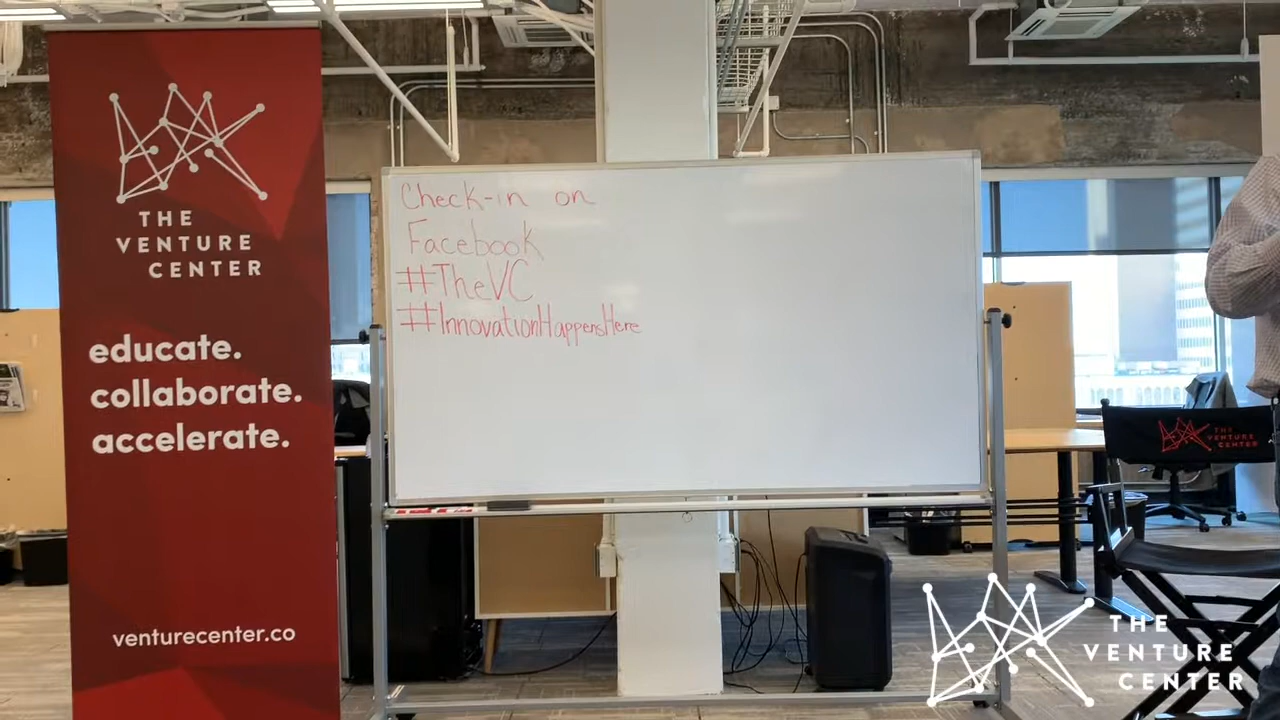 THE
VENTURE
CENTER
educate.
collaborate.
accelerate.
venturecenter.co
Check-in on
Facebook
#TheVC
#InnovationHappensHere
THE
VENTURE
CENTER
THE
VENTURE
CENTER